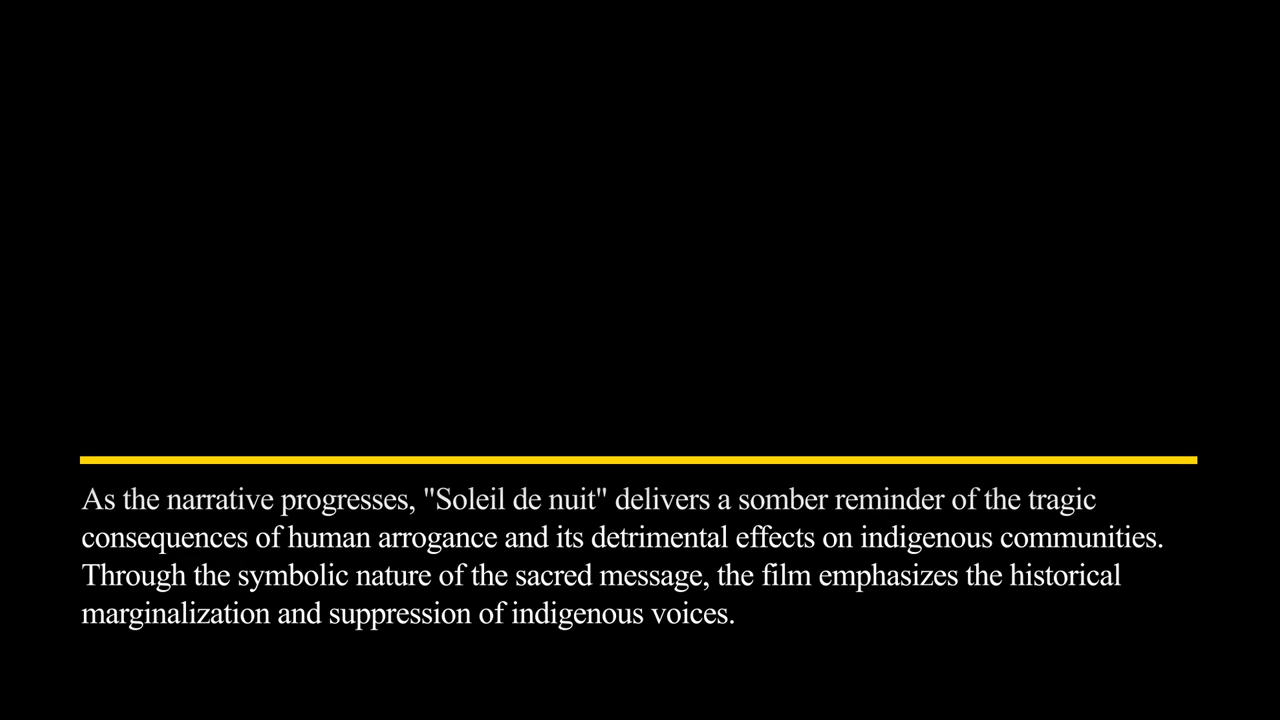 As the narrative progresses, "Soleil de nuit" delivers a somber reminder of the tragic
consequences of human arrogance and its detrimental effects on indigenous communities.
Through the symbolic nature of the sacred message, the film emphasizes the historical
marginalization and suppression of indigenous voices.